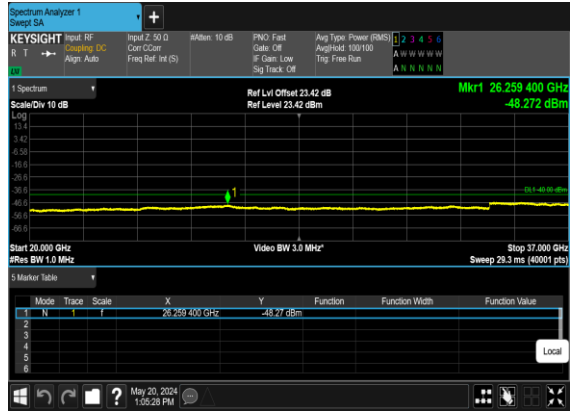 Spectrum Analyzer 1
Swept SA
KEYSIGHT Input: RF Input Z: 50 Ω #Atten: 10 dB PNO: Fast Avg Type: Power (RMS) 1 2 3 4 5 6
R T Coupling: DC Corr CCorr Gate: Off Avg|Hold: 100/100 A W W W W W
Align: Auto Freq Ref: Int (S) IF Gain: Low Trig: Free Run
Sig Track: Off A N N N N N
1 Spectrum Ref Lvl Offset 23.42 dB Mkr1 26.259 400 GHz
Scale/Div 10 dB Ref Level 23.42 dBm -48.272 dBm
Log
13.4
3.42
-6.58
-16.6
-26.6
-36.6 1 DL1 -40.00 dBm
-46.6
-56.6
-66.6
Start 20.000 GHz Video BW 3.0 MHz* Stop 37.000 GHz
#Res BW 1.0 MHz Sweep 29.3 ms (40001 pts)
5 Marker Table
Mode Trace Scale X Y Function Function Width Function Value
1 N 1 f 26.259 400 GHz -48.27 dBm
2
3
4
5
6
Local
? May 20, 2024
1:05:28 PM